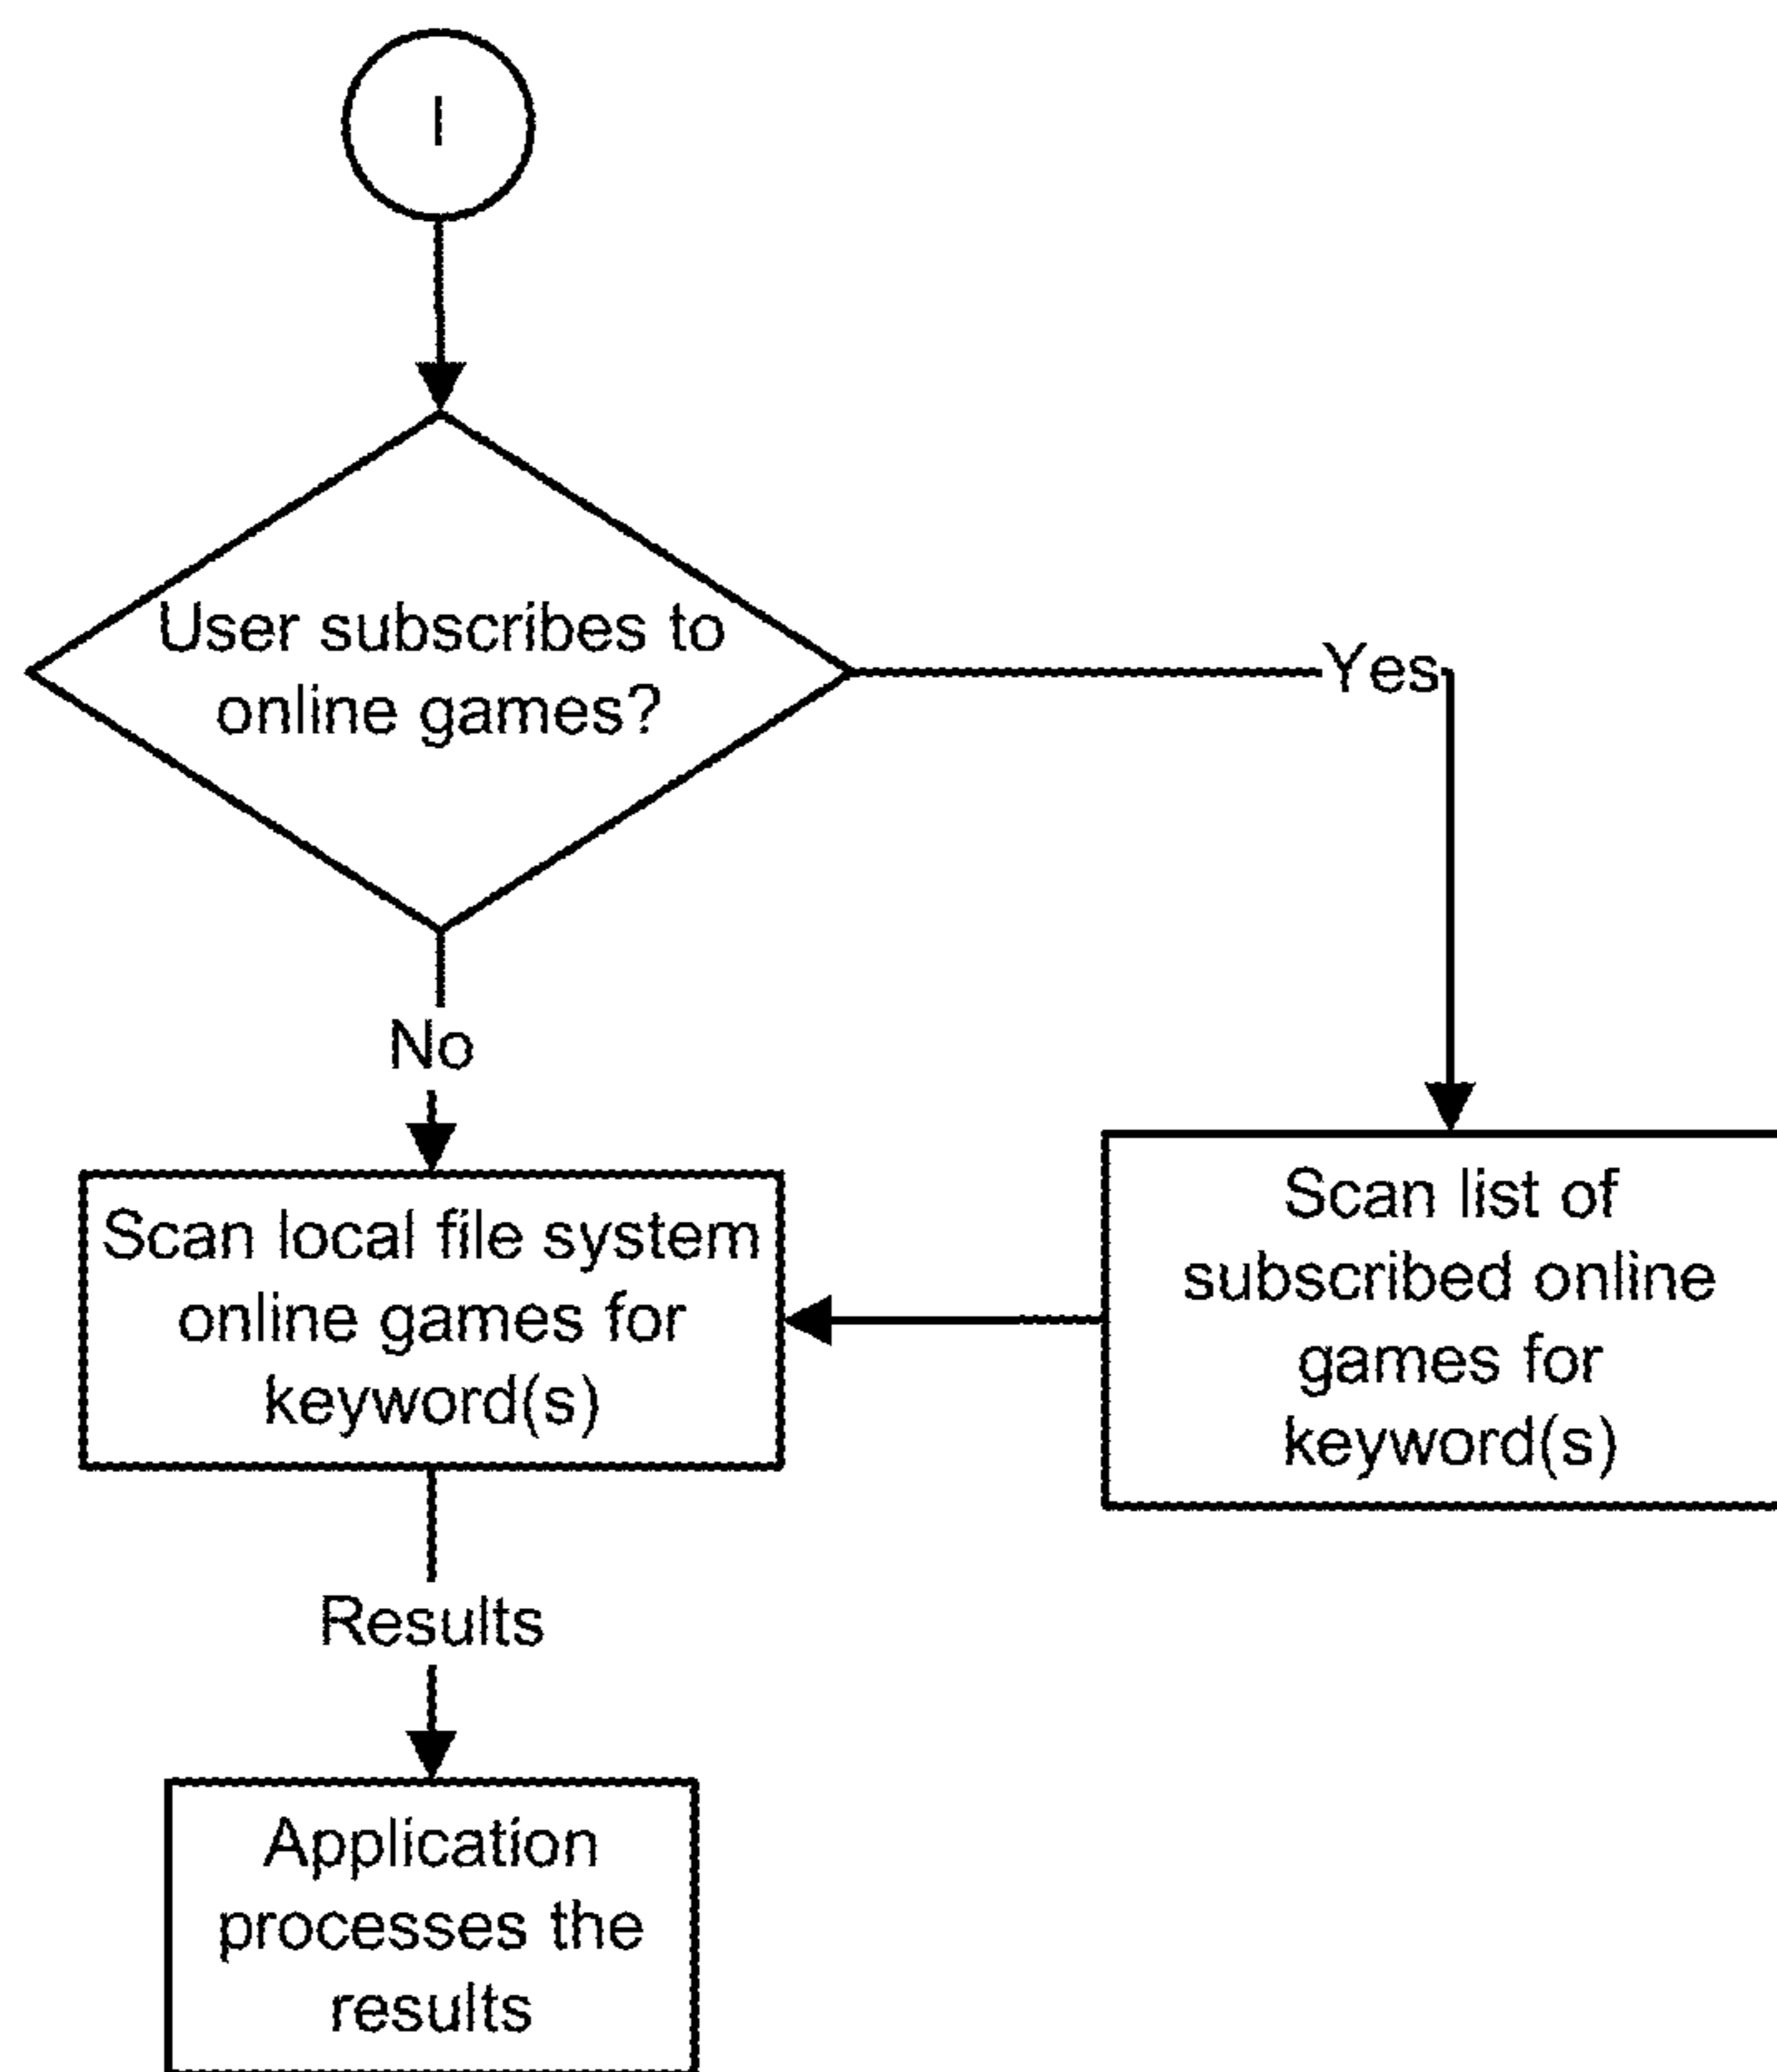 I
User subscribes to
online games?
Yes
No
Scan local file system
online games for
keyword(s)
Scan list of
subscribed online
games for
keyword(s)
Results
Application
processes the
results